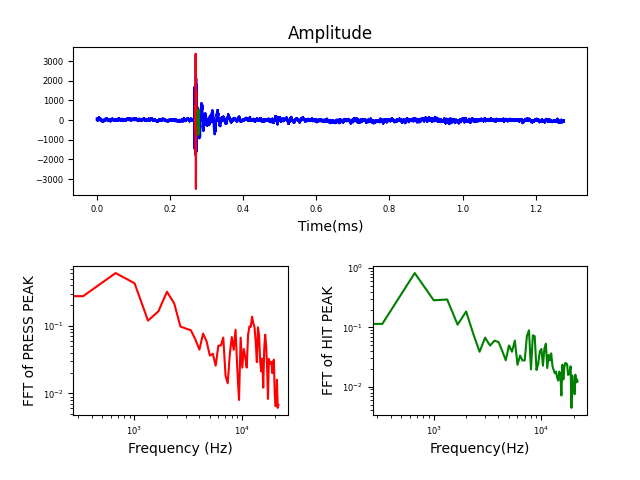 Amplitude
3000
2000
1000
0
−1000
−2000
−3000
0.0 0.2 0.4 0.6 0.8 1.0 1.2
Time(ms)
FFT of PRESS PEAK
10⁻¹
10⁻²
10³ 10⁴
Frequency (Hz)
FFT of HIT PEAK
10⁰
10⁻¹
10⁻²
10³ 10⁴
Frequency(Hz)